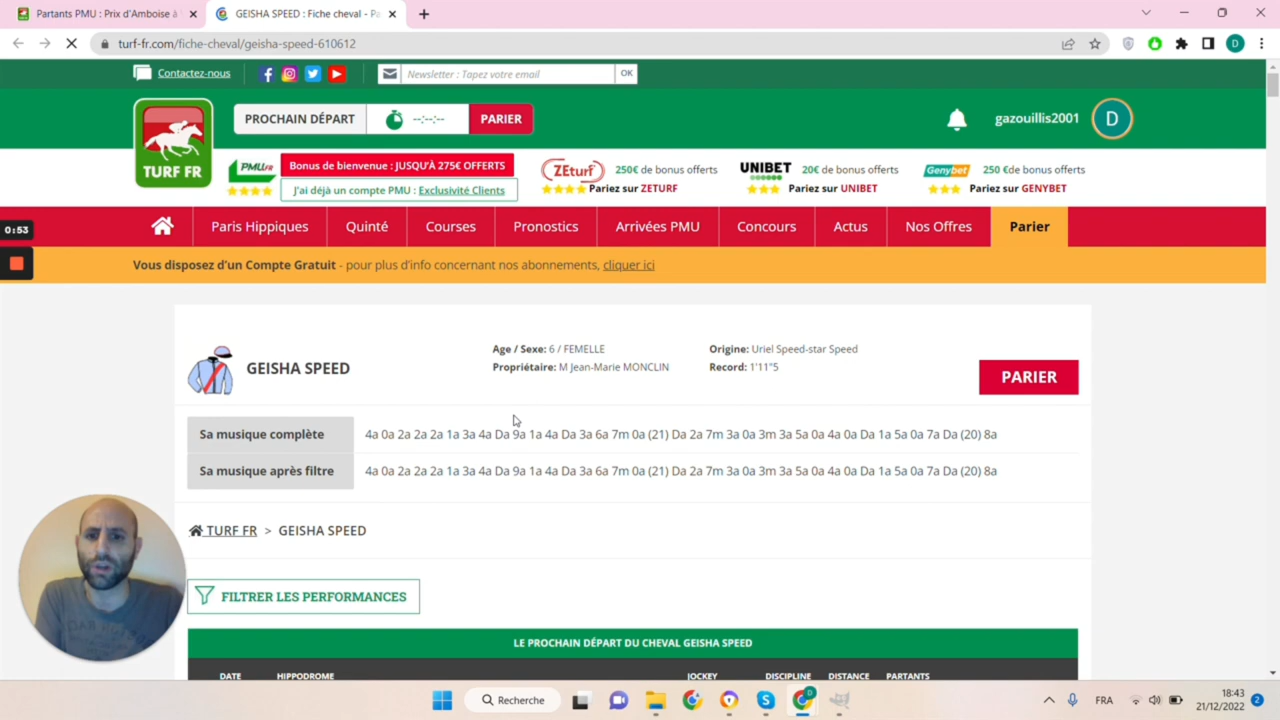 Partants PMU : Prix d'Amboise à
GEISHA SPEED : Fiche cheval - Pa
turf-fr.com/fiche-cheval/geisha-speed-610612
D
Contactez-nous
Newsletter : Tapez votre email
OK
TURF FR
PROCHAIN DÉPART
--:--:--
PARIER
gazouillis2001
D
PMU.FR
Bonus de bienvenue : JUSQU'À 275€ OFFERTS
J'ai déjà un compte PMU : Exclusivité Clients
ZEturf
250€ de bonus offerts
Pariez sur ZETURF
UNIBET
20€ de bonus offerts
Pariez sur UNIBET
Genybet
250 €de bonus offerts
Pariez sur GENYBET
0:53
Paris Hippiques
Quinté
Courses
Pronostics
Arrivées PMU
Concours
Actus
Nos Offres
Parier
Vous disposez d'un Compte Gratuit - pour plus d'info concernant nos abonnements, cliquer ici
GEISHA SPEED
Age / Sexe: 6 / FEMELLE
Propriétaire: M Jean-Marie MONCLIN
Origine: Uriel Speed-star Speed
Record: 1'11"5
PARIER
Sa musique complète
4a 0a 2a 2a 2a 1a 3a 4a Da 9a 1a 4a Da 3a 6a 7m 0a (21) Da 2a 7m 3a 0a 3m 3a 5a 0a 4a 0a Da 1a 5a 0a 7a Da (20) 8a
Sa musique après filtre
4a 0a 2a 2a 2a 1a 3a 4a Da 9a 1a 4a Da 3a 6a 7m 0a (21) Da 2a 7m 3a 0a 3m 3a 5a 0a 4a 0a Da 1a 5a 0a 7a Da (20) 8a
TURF FR > GEISHA SPEED
FILTRER LES PERFORMANCES
LE PROCHAIN DÉPART DU CHEVAL GEISHA SPEED
DATE HIPPODROME JOCKEY DISCIPLINE DISTANCE PARTANTS
Recherche
D
FRA
18:43
21/12/2022
2